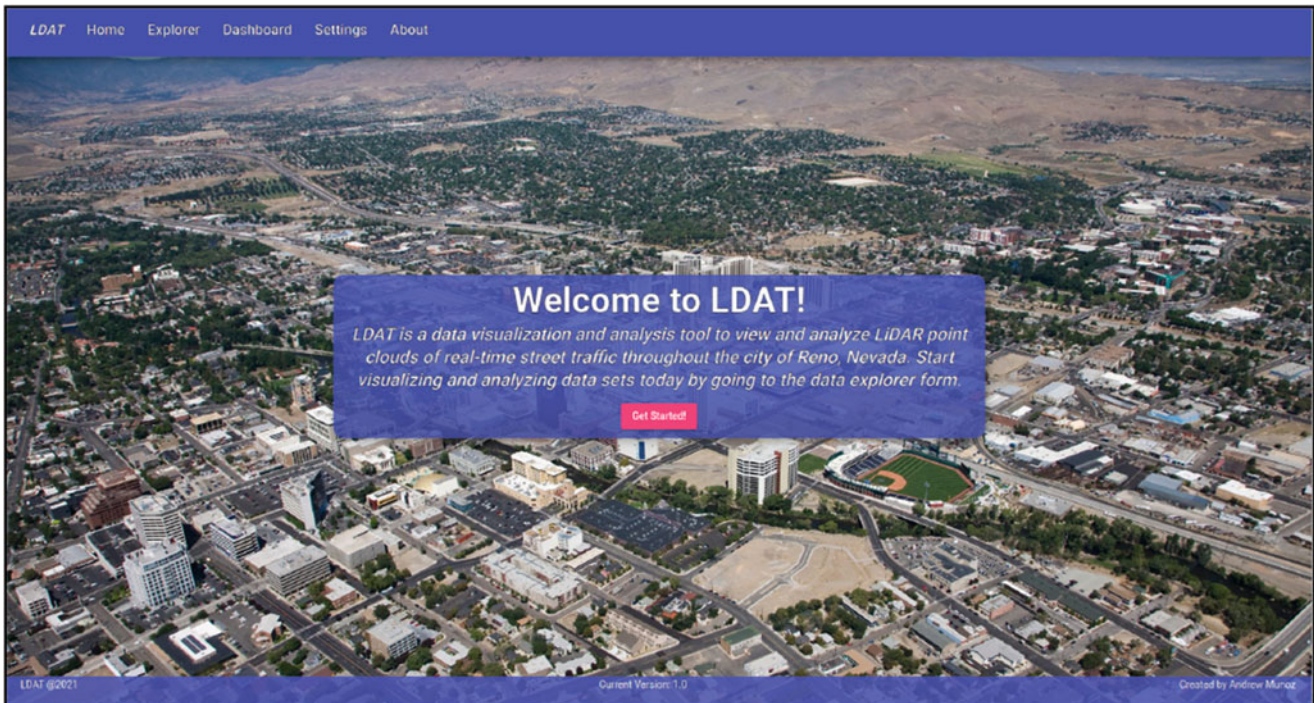 LDAT Home Explorer Dashboard Settings About
Welcome to LDAT!
LDAT is a data visualization and analysis tool to view and analyze LiDAR point
clouds of real-time street traffic throughout the city of Reno, Nevada. Start
visualizing and analyzing data sets today by going to the data explorer form.
Get Started!
LDAT @2021 Current Version: 1.0 Created by Andrew Munoz